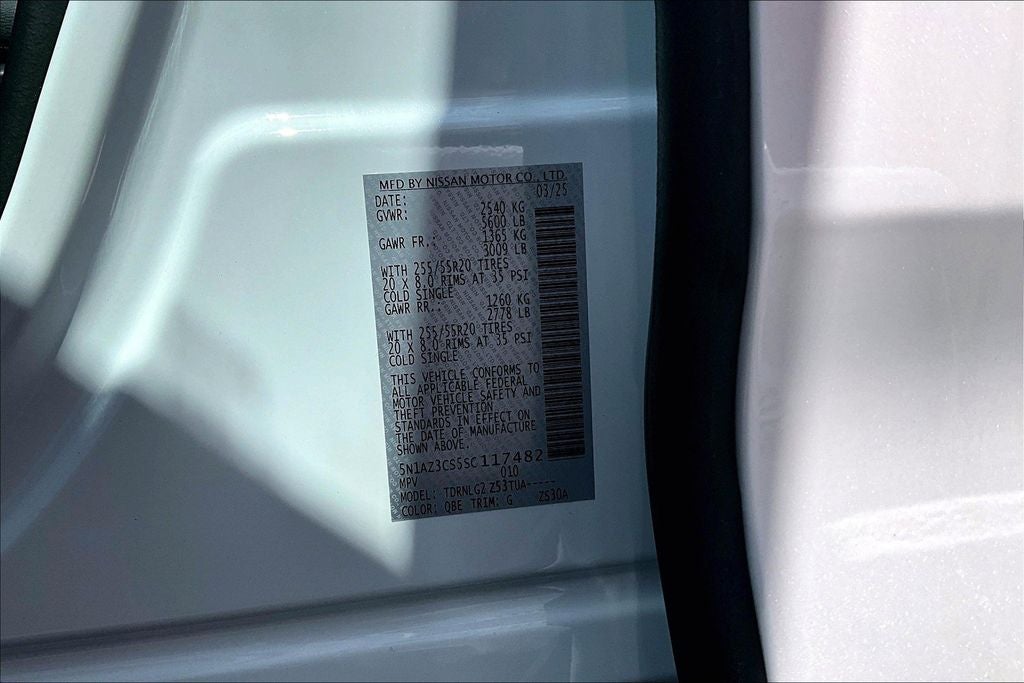 MFD BY NISSAN MOTOR CO., LTD.
DATE: 03/25
GVWR: 2540 KG
5600 LB
GAWR FR.: 1365 KG
3009 LB
WITH 255/55R20 TIRES
20 X 8.0 RIMS AT 35 PSI
COLD SINGLE
GAWR RR.: 1260 KG
2778 LB
WITH 255/55R20 TIRES
20 X 8.0 RIMS AT 35 PSI
COLD SINGLE
THIS VEHICLE CONFORMS TO
ALL APPLICABLE FEDERAL
MOTOR VEHICLE SAFETY AND
THEFT PREVENTION
STANDARDS IN EFFECT ON
THE DATE OF MANUFACTURE
SHOWN ABOVE.
5N1AZ3CS5SC117482
MPV 010
MODEL: TDRNLG2 Z53TUA-----
COLOR: QBE TRIM: G ZS30A